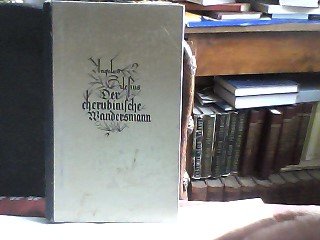 Angelus
Silesius
Der
cherubinische
Wandersmann